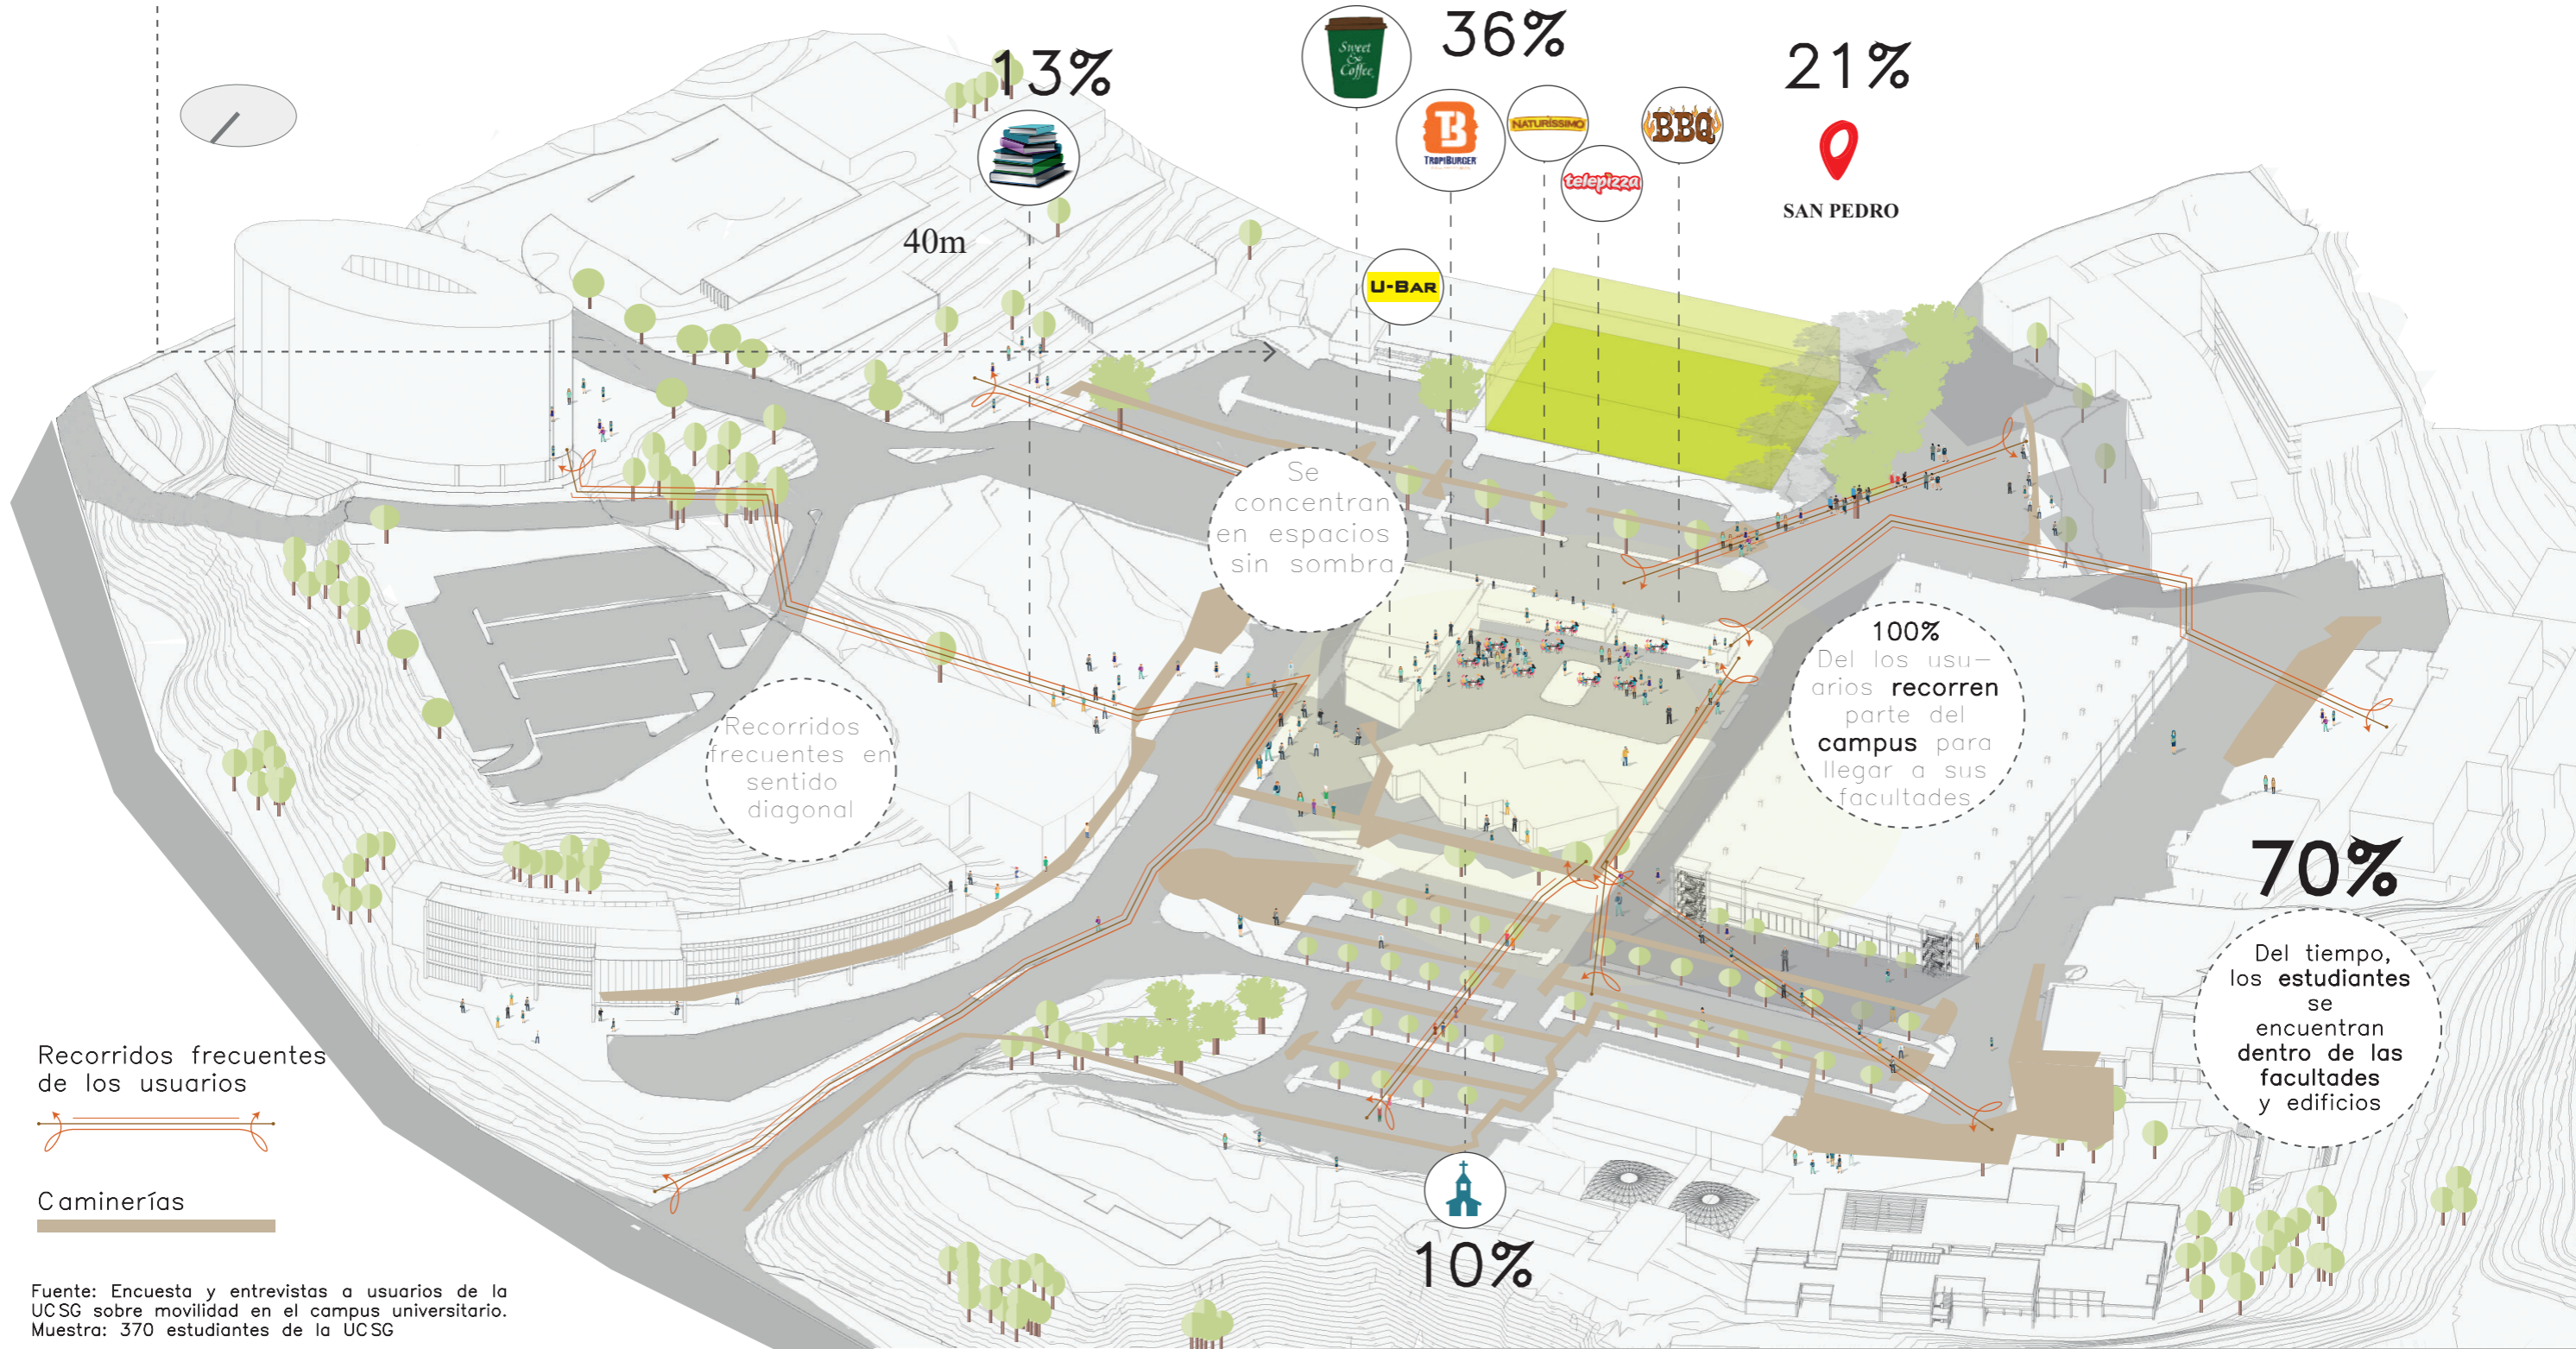 13%
36%
21%
Sweet
&
Coffee
TB
TROPIBURGER
NATURISSIMO
telepizza
BBQ
SAN PEDRO
40m
U-BAR
Se
concentran
en espacios
sin sombra
100%
Del los usu-
arios recorren
parte del
campus para
llegar a sus
facultades
Recorridos
frecuentes en
sentido
diagonal
70%
Del tiempo,
los estudiantes
se
encuentran
dentro de las
facultades
y edificios
Recorridos frecuentes
de los usuarios
Caminerías
10%
Fuente: Encuesta y entrevistas a usuarios de la
UCSG sobre movilidad en el campus universitario.
Muestra: 370 estudiantes de la UCSG